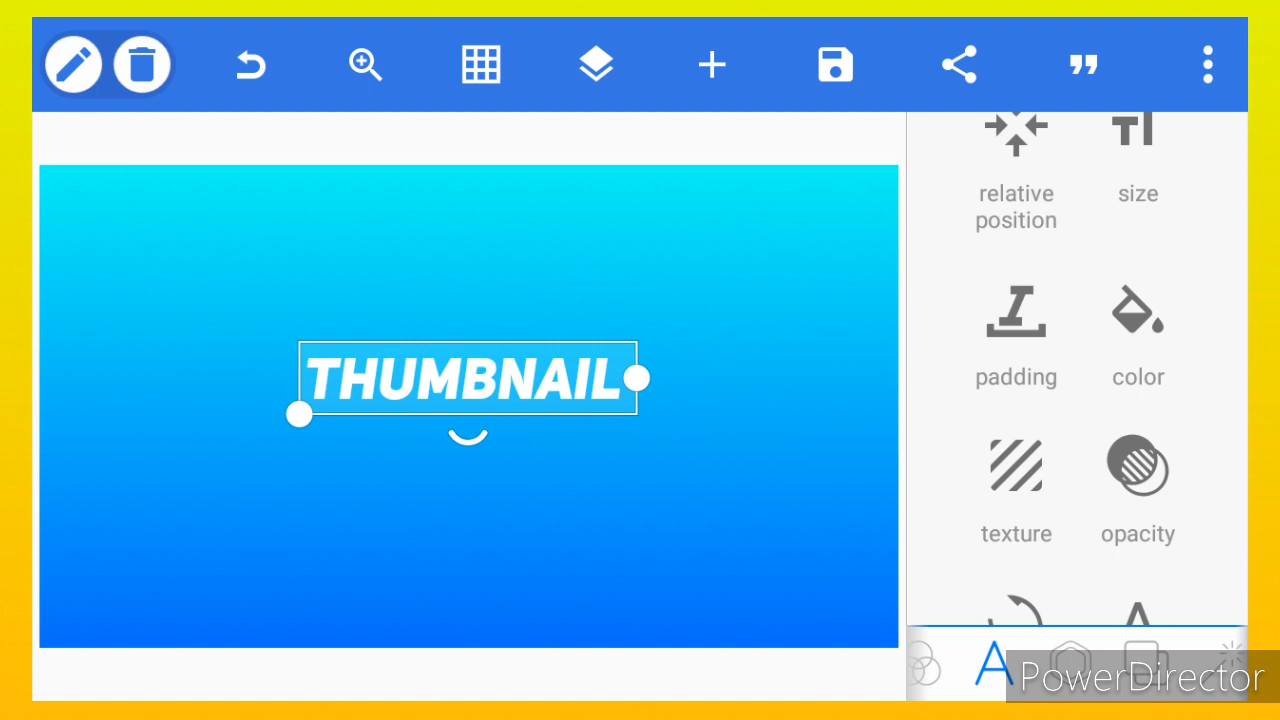 relative size
position
THUMBNAIL
padding color
texture opacity
PowerDirector